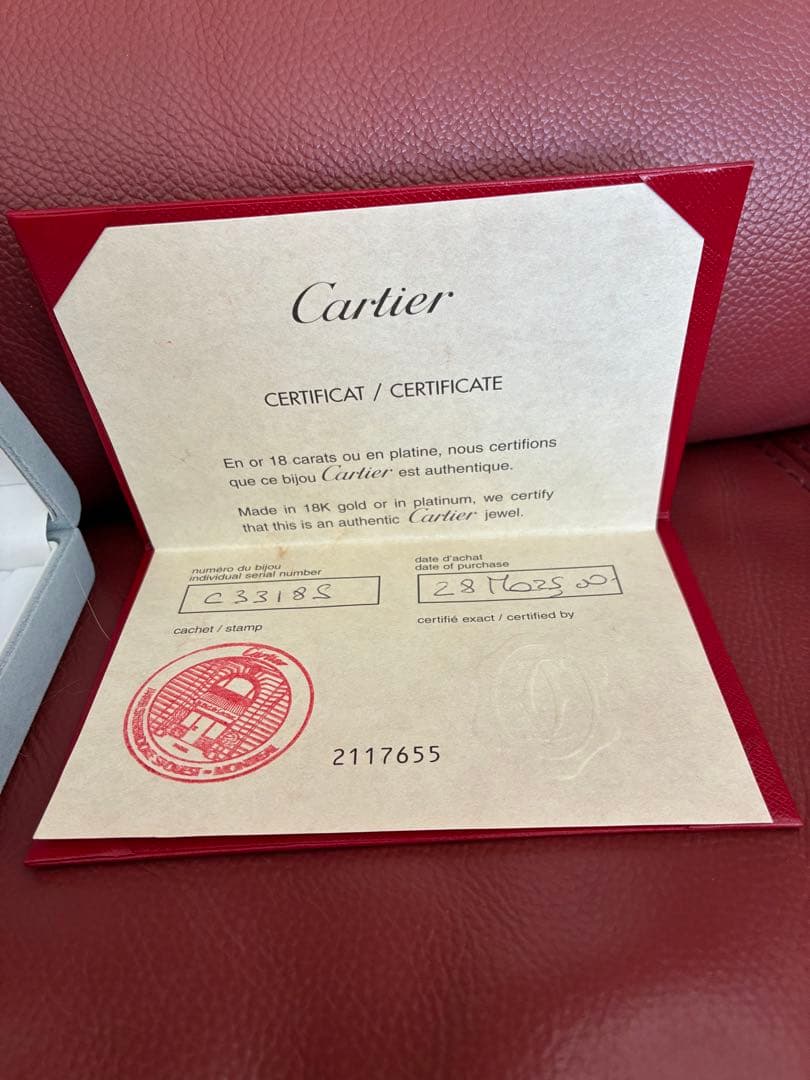 Cartier
CERTIFICAT / CERTIFICATE
En or 18 carats ou en platine, nous certifions
que ce bijou Cartier est authentique.
Made in 18K gold or in platinum, we certify
that this is an authentic Cartier jewel.
numéro du bijou
individual serial number
C33185
date d'achat
date of purchase
28
cachet / stamp
certifié exact / certified by
Cartier
2117655